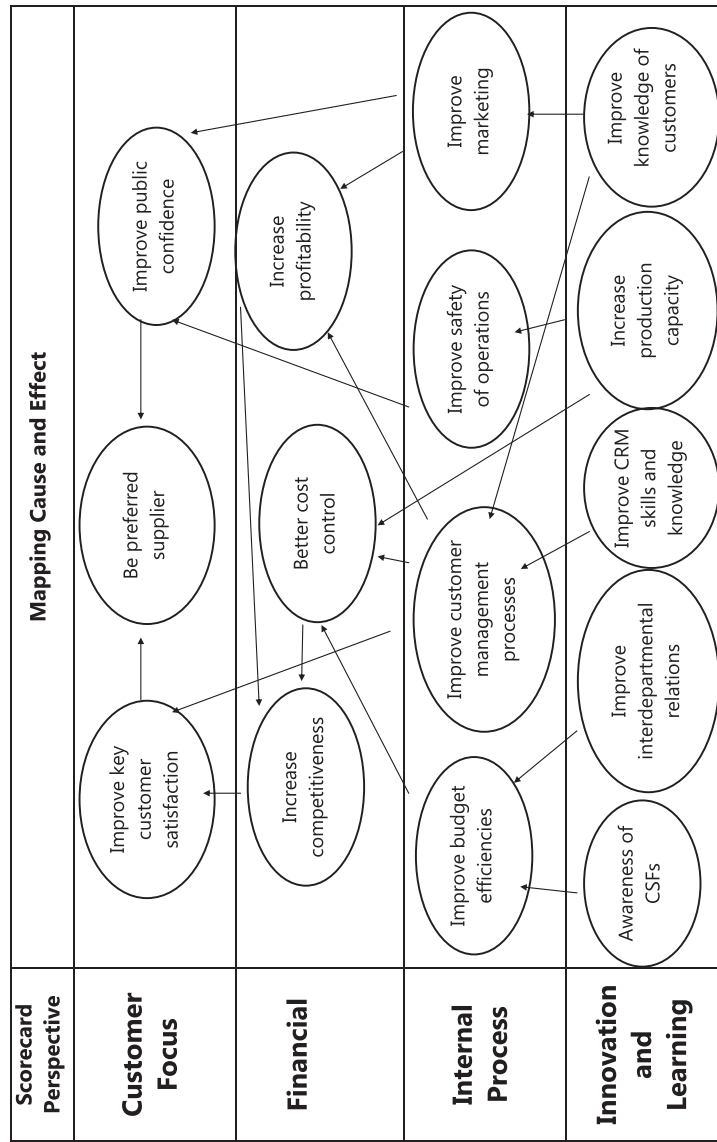 Scorecard
Perspective
Mapping Cause and Effect
Customer
Focus
Improve key
customer
satisfaction
Be preferred
supplier
Improve public
confidence
Financial
Increase
competitiveness
Better cost
control
Increase
profitability
Internal
Process
Improve budget
efficiencies
Improve customer
management
processes
Improve safety
of operations
Improve
marketing
Innovation
and
Learning
Awareness of
CSFs
Improve
interdepartmental
relations
Improve CRM
skills and
knowledge
Increase
production
capacity
Improve
knowledge of
customers